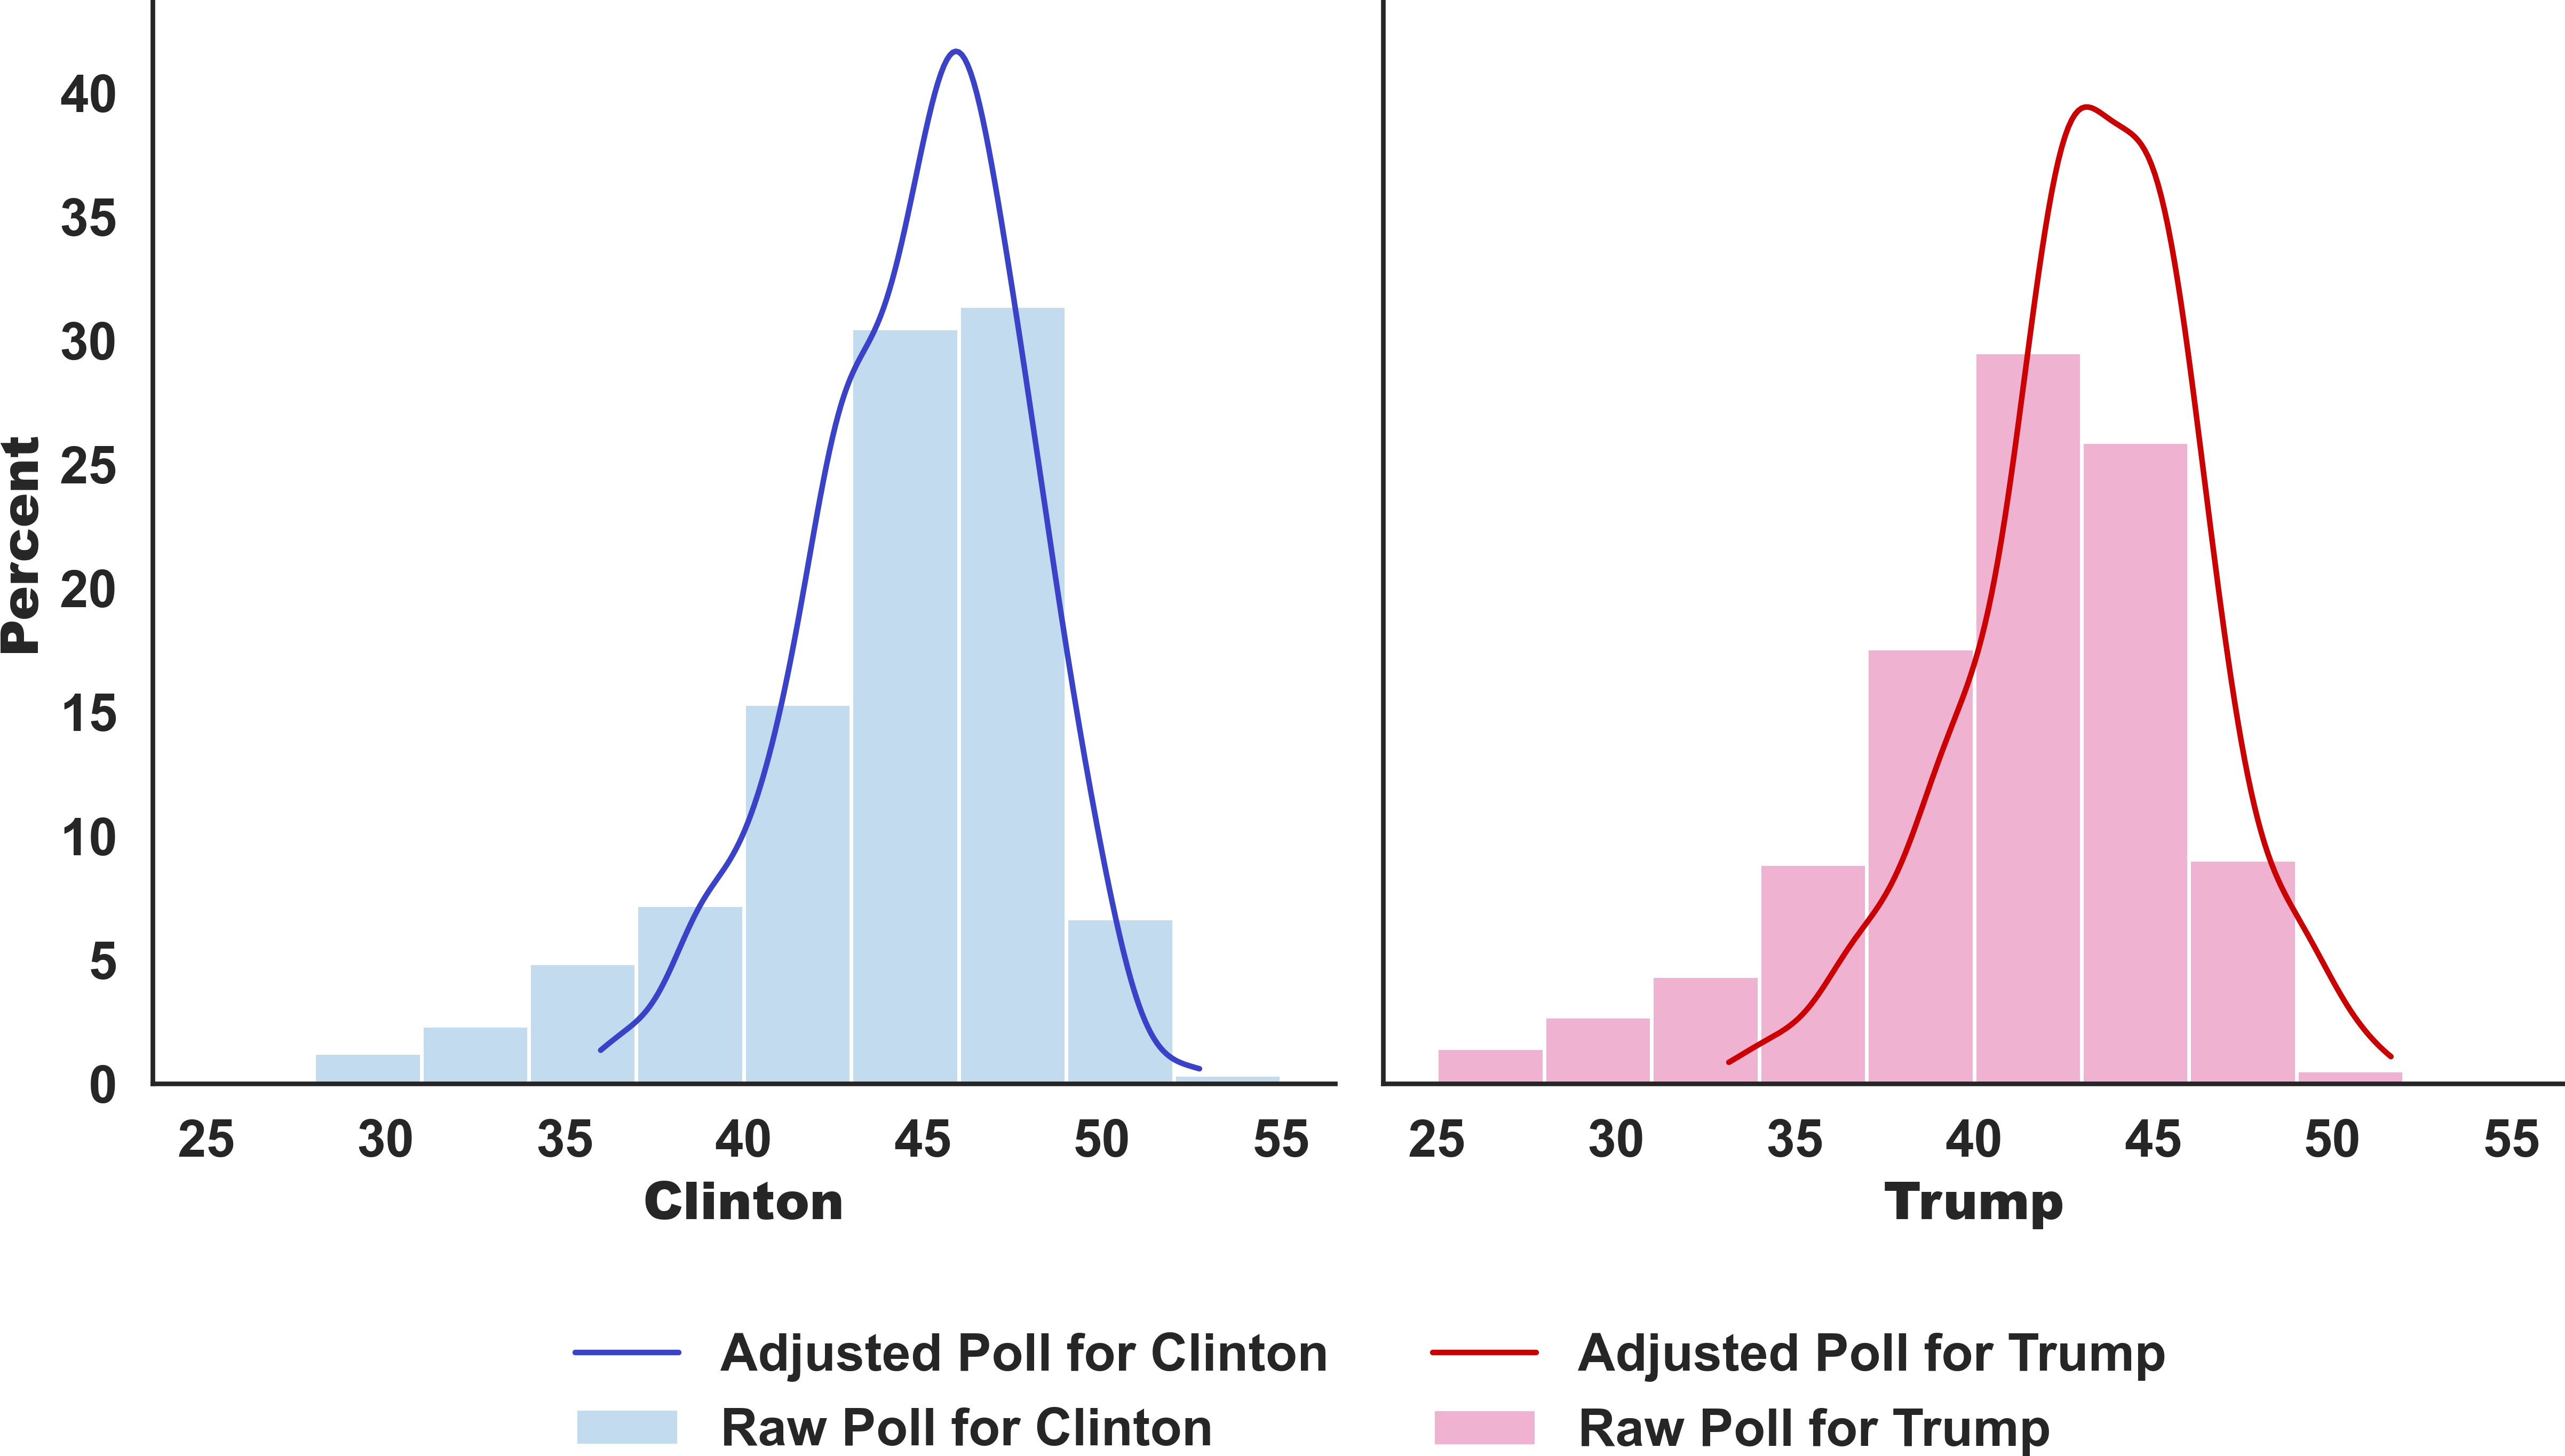 Percent
40
35
30
25
20
15
10
5
0
25 30 35 40 45 50 55
25 30 35 40 45 50 55
Clinton
Trump
Adjusted Poll for Clinton
Raw Poll for Clinton
Adjusted Poll for Trump
Raw Poll for Trump